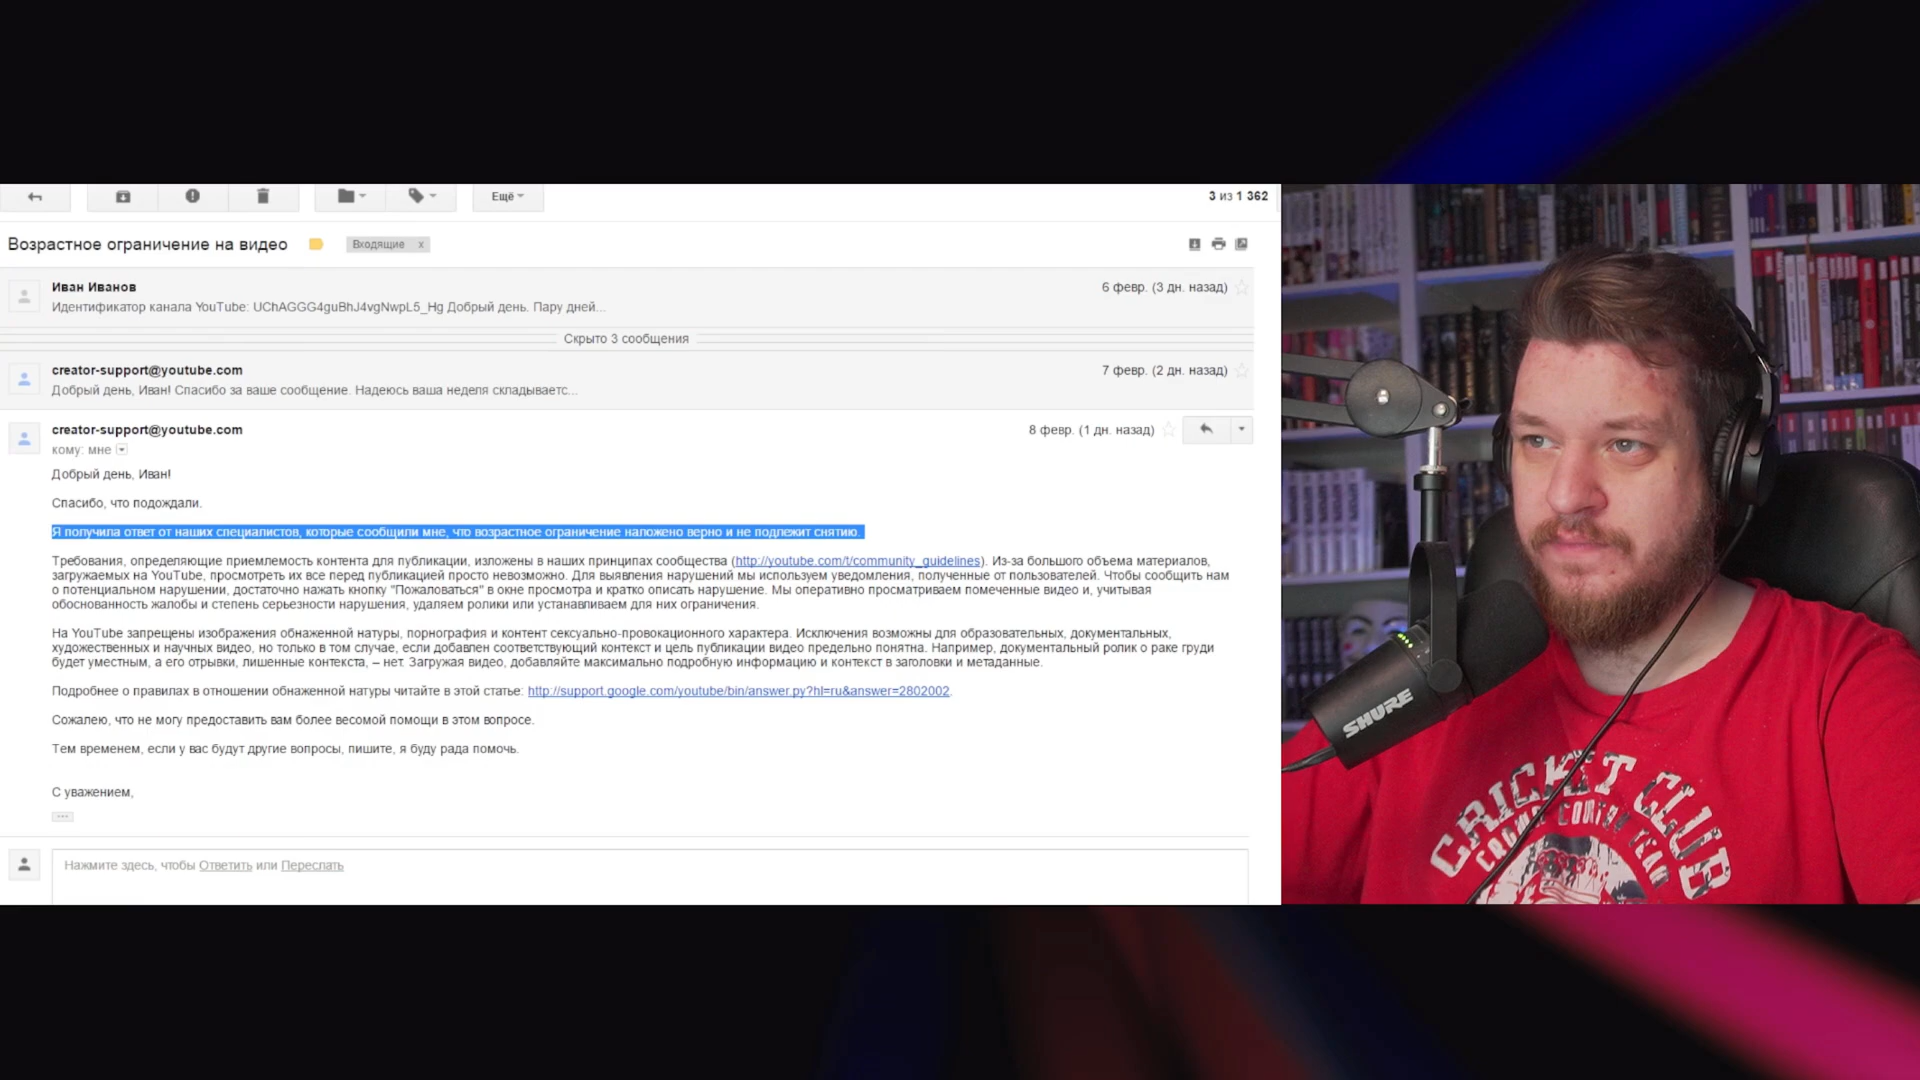 Ещё
3 из 1 362
Возрастное ограничение на видео
Входящие x
Иван Иванов
6 февр. (3 дн. назад)
Идентификатор канала YouTube: UChAGGG4guBhJ4vgNwpL5_Hg Добрый день. Пару дней...
Скрыто 3 сообщения
creator-support@youtube.com
7 февр. (2 дн. назад)
Добрый день, Иван! Спасибо за ваше сообщение. Надеюсь ваша неделя складываетс...
creator-support@youtube.com
8 февр. (1 дн. назад)
кому: мне
Добрый день, Иван!
Спасибо, что подождали.
Я получила ответ от наших специалистов, которые сообщили мне, что возрастное ограничение наложено верно и не подлежит снятию.
Требования, определяющие приемлемость контента для публикации, изложены в наших принципах сообщества (http://youtube.com/t/community_guidelines). Из-за большого объема материалов,
загружаемых на YouTube, просмотреть их все перед публикацией просто невозможно. Для выявления нарушений мы используем уведомления, полученные от пользователей. Чтобы сообщить нам
о потенциальном нарушении, достаточно нажать кнопку "Пожаловаться" в окне просмотра и кратко описать нарушение. Мы оперативно просматриваем помеченные видео и, учитывая
обоснованность жалобы и степень серьезности нарушения, удаляем ролики или устанавливаем для них ограничения.
На YouTube запрещены изображения обнаженной натуры, порнография и контент сексуально-провокационного характера. Исключения возможны для образовательных, документальных,
художественных и научных видео, но только в том случае, если добавлен соответствующий контекст и цель публикации видео предельно понятна. Например, документальный ролик о раке груди
будет уместным, а его отрывки, лишенные контекста, – нет. Загружая видео, добавляйте максимально подробную информацию и контекст в заголовки и метаданные.
Подробнее о правилах в отношении обнаженной натуры читайте в этой статье: http://support.google.com/youtube/bin/answer.py?hl=ru&answer=2802002.
Сожалею, что не могу предоставить вам более весомой помощи в этом вопросе.
Тем временем, если у вас будут другие вопросы, пишите, я буду рада помочь.
С уважением,
Нажмите здесь, чтобы Ответить или Переслать
SHURE
CRICKET CLUB